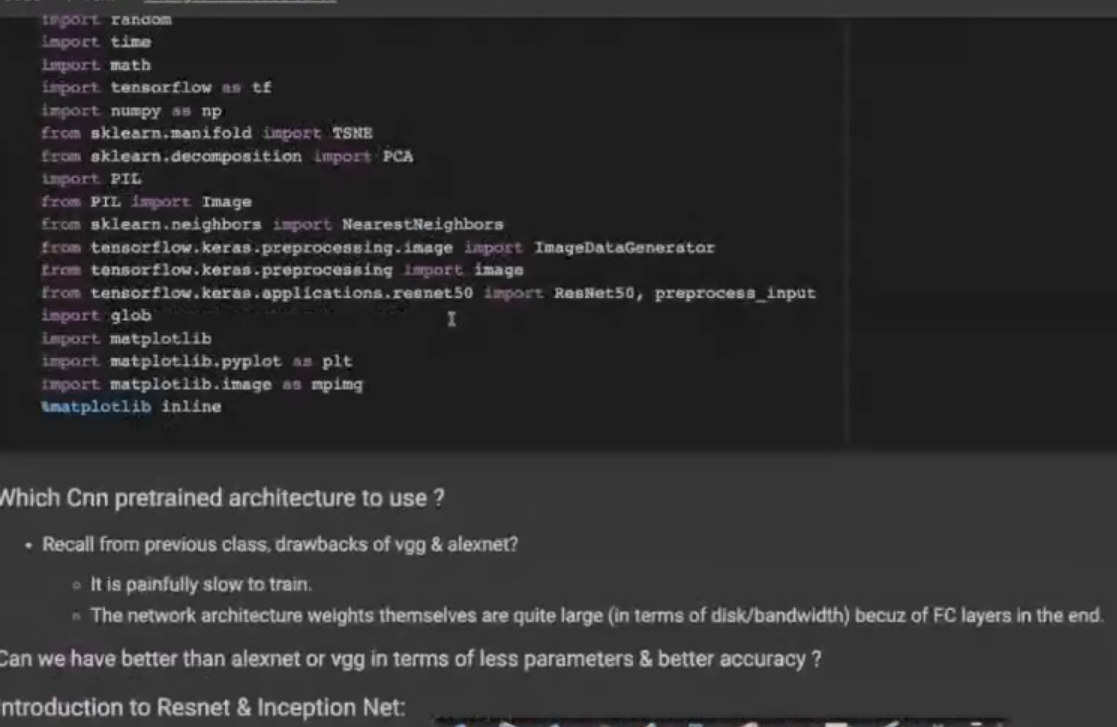 import random
import time
import math
import tensorflow as tf
import numpy as np
from sklearn.manifold import TSNE
from sklearn.decomposition import PCA
import PIL
from PIL import Image
from sklearn.neighbors import NearestNeighbors
from tensorflow.keras.preprocessing.image import ImageDataGenerator
from tensorflow.keras.preprocessing import image
from tensorflow.keras.applications.resnet50 import ResNet50, preprocess_input
import glob
import matplotlib
import matplotlib.pyplot as plt
import matplotlib.image as mpimg
%matplotlib inline
Which Cnn pretrained architecture to use ?
• Recall from previous class, drawbacks of vgg & alexnet?
◦ It is painfully slow to train.
◦ The network architecture weights themselves are quite large (in terms of disk/bandwidth) becuz of FC layers in the end.
Can we have better than alexnet or vgg in terms of less parameters & better accuracy ?
Introduction to Resnet & Inception Net: